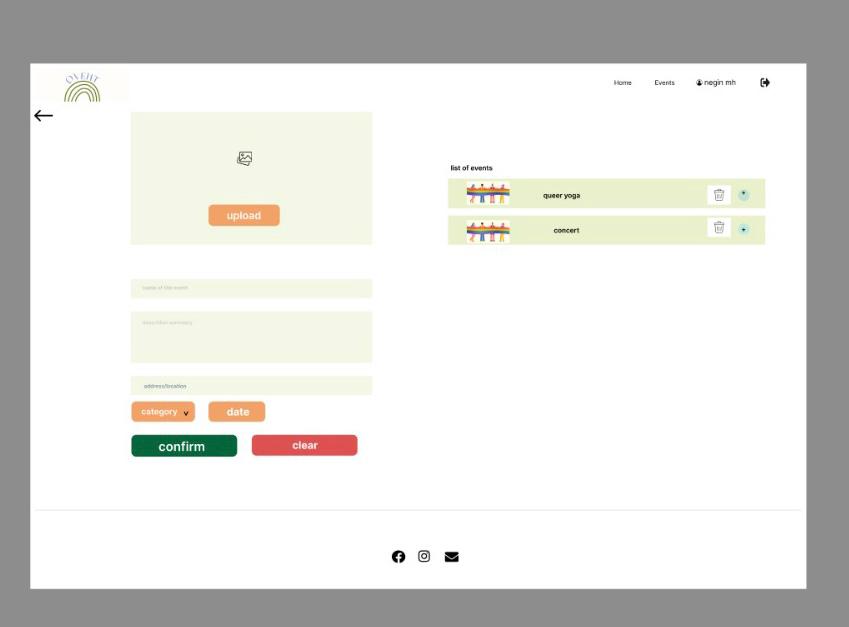 OVENT
Home Events negin mh
upload
list of events
queer yoga
concert
name of the event
description summary
address/location
category v date
confirm clear